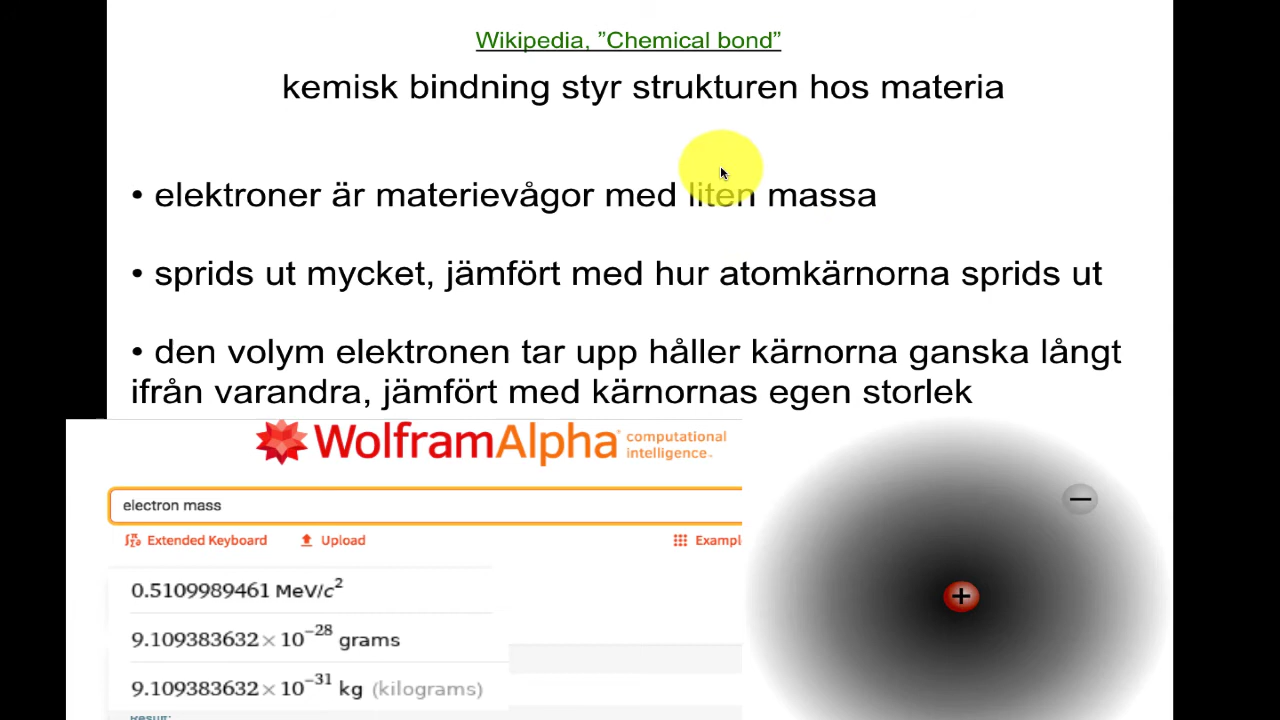 Wikipedia, ”Chemical bond”
kemisk bindning styr strukturen hos materia
• elektroner är materievågor med liten massa
• sprids ut mycket, jämfört med hur atomkärnorna sprids ut
• den volym elektronen tar upp håller kärnorna ganska långt
ifrån varandra, jämfört med kärnornas egen storlek
WolframAlpha computational
intelligence.
electron mass
Extended Keyboard Upload Exampl
0.5109989461 MeV/c²
9.109383632 × 10⁻²⁸ grams
9.109383632 × 10⁻³¹ kg (kilograms)
Result:
−
+